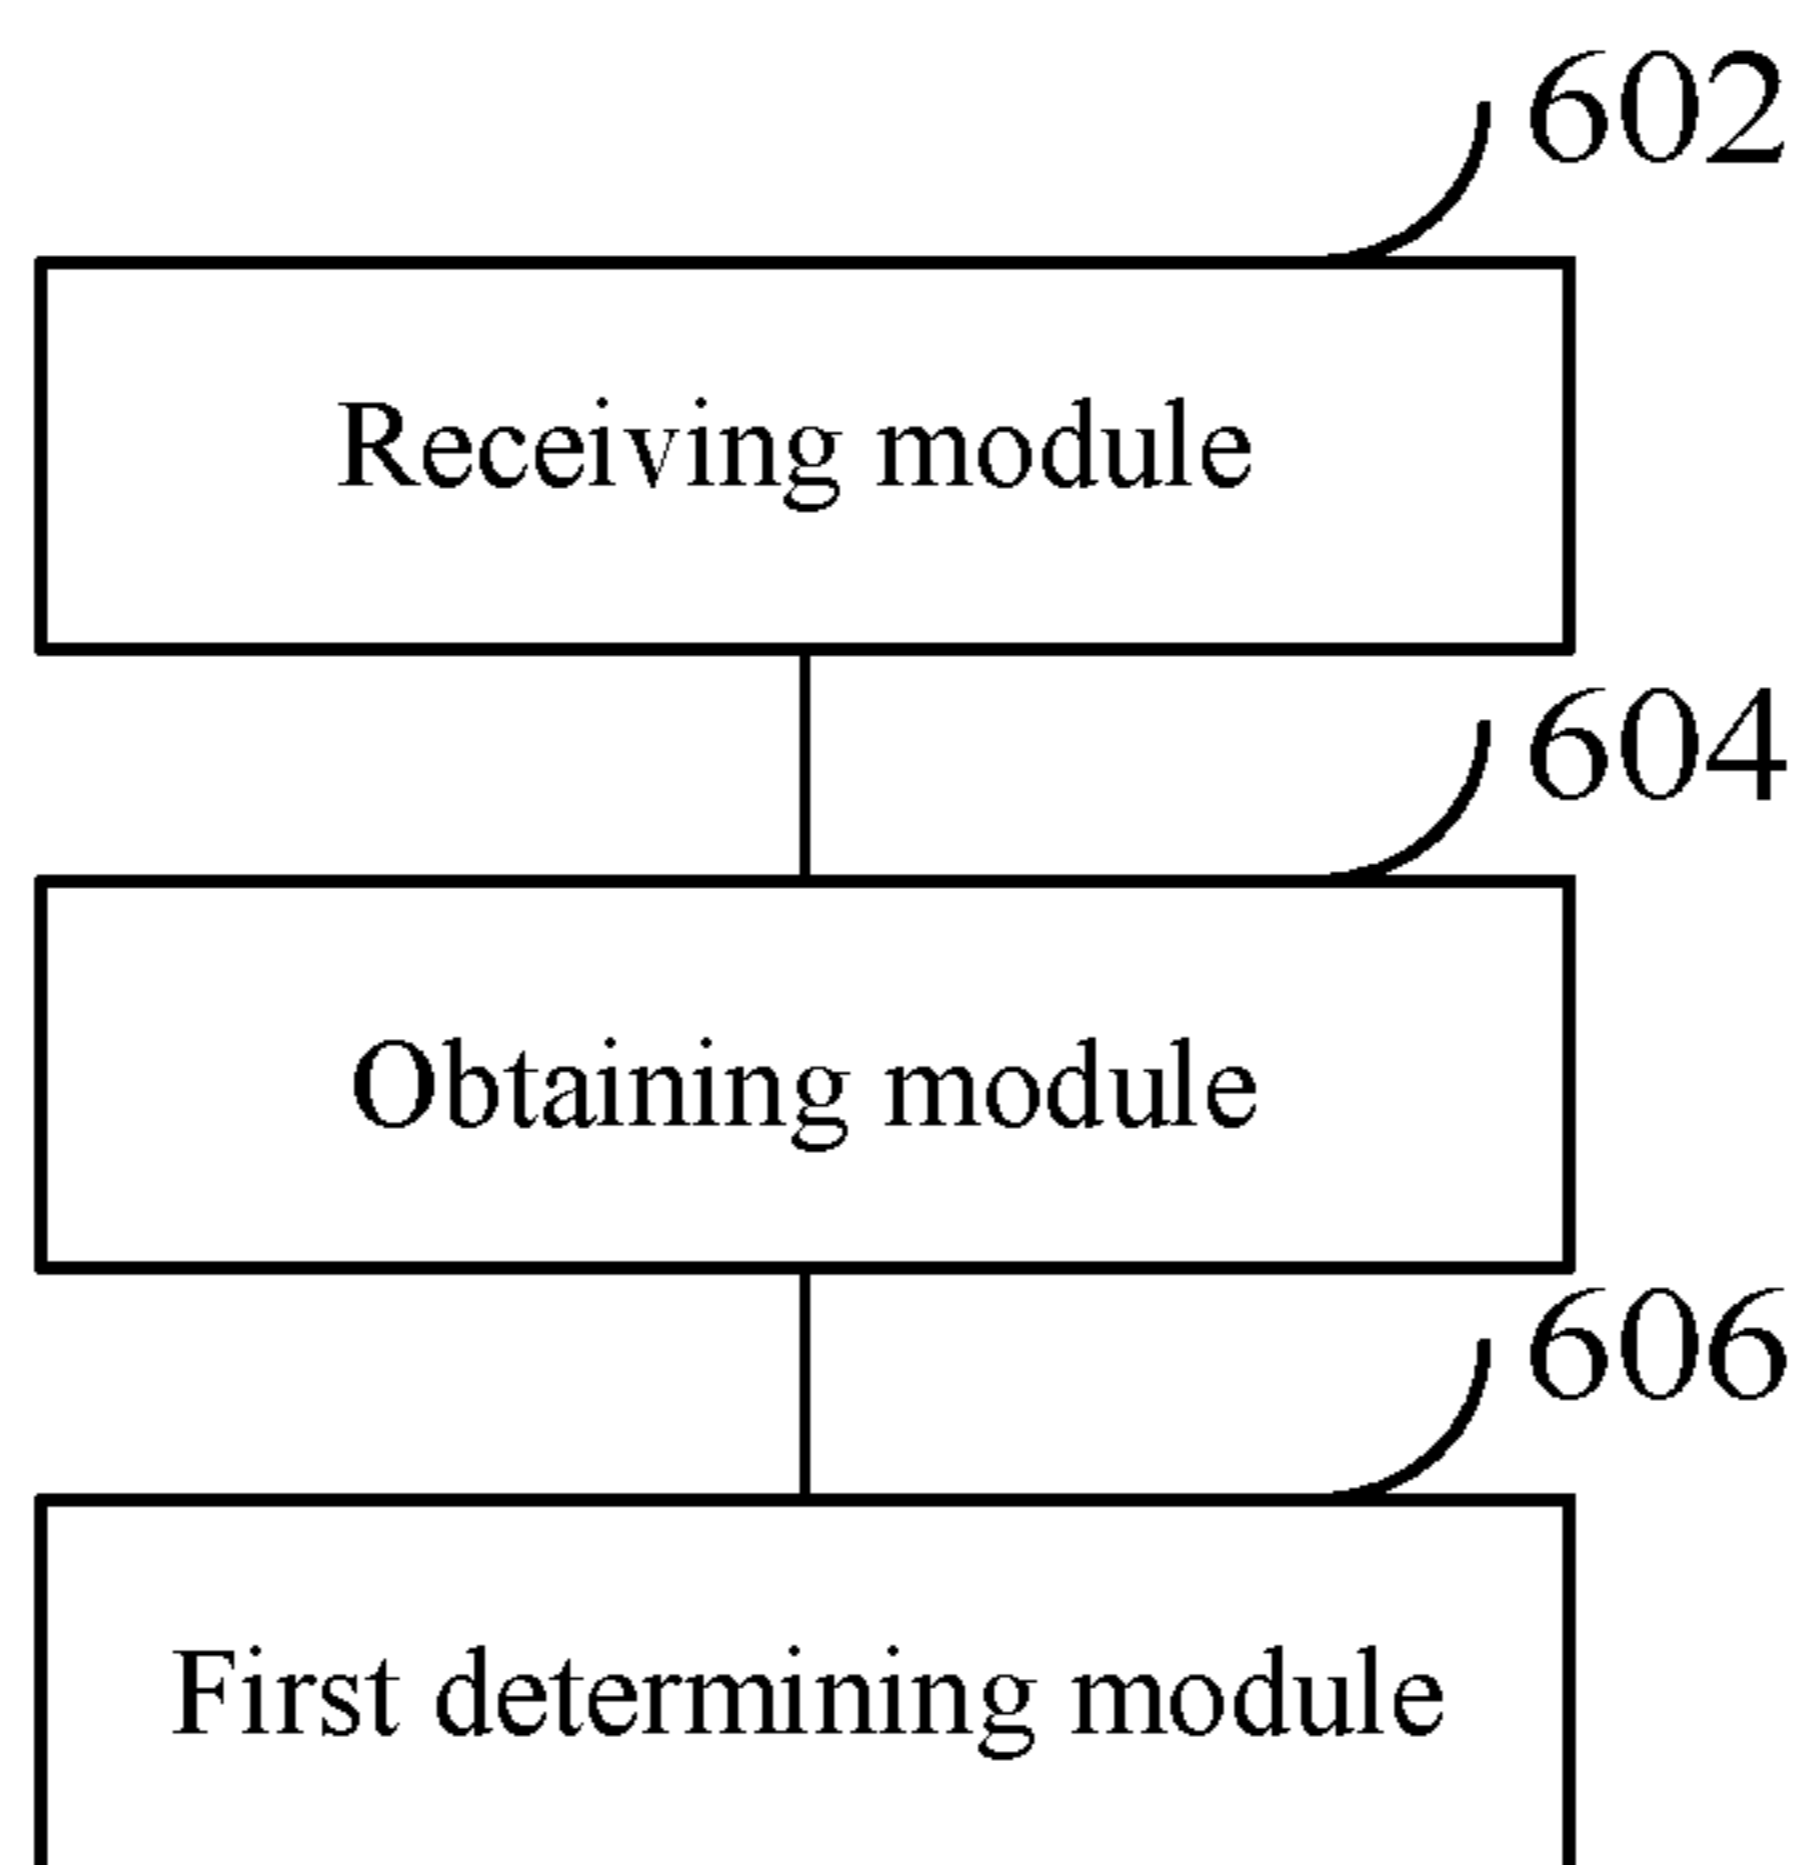 602
Receiving module
604
Obtaining module
606
First determining module